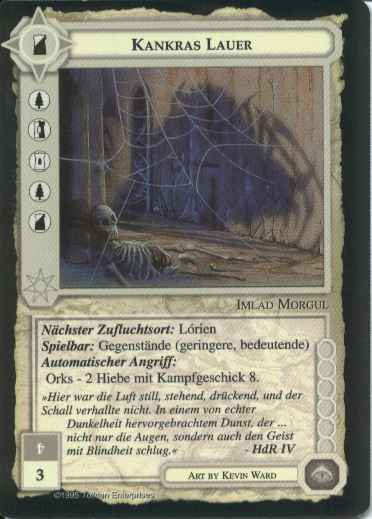 KANKRAS LAUER
IMLAD MORGUL
Nächster Zufluchtsort: Lórien
Spielbar: Gegenstände (geringere, bedeutende)
Automatischer Angriff:
Orks - 2 Hiebe mit Kampfgeschick 8.
»Hier war die Luft still, stehend, drückend, und der
Schall verhallte nicht. In einem von echter
Dunkelheit hervorgebrachtem Dunst, der ...
nicht nur die Augen, sondern auch den Geist
mit Blindheit schlug.« - HdR IV
4
3
ART BY KEVIN WARD
©1995 Tolkien Enterprises